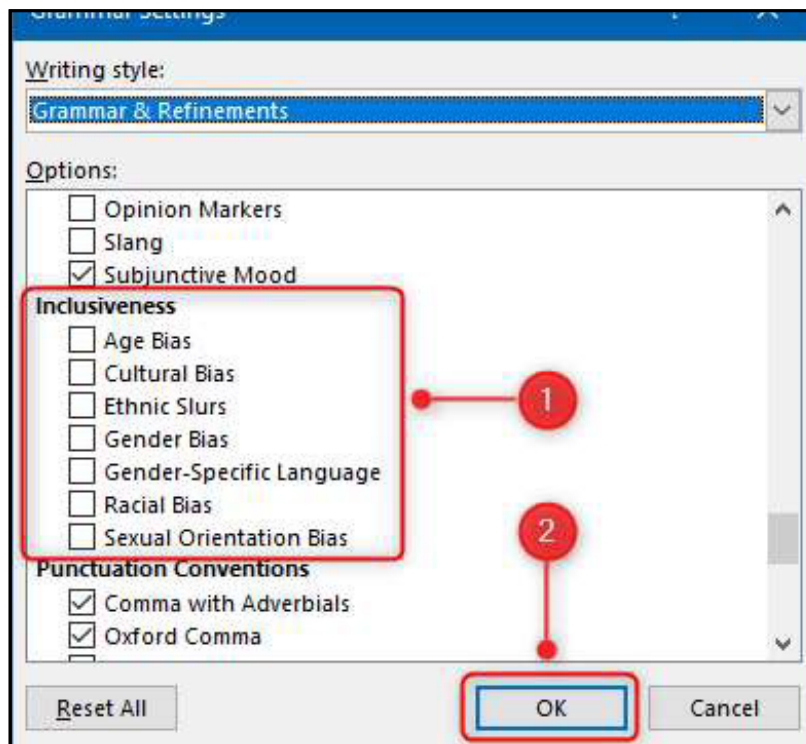 Grammar Settings
Writing style:
Grammar & Refinements
Options:
Opinion Markers
Slang
Subjunctive Mood
Inclusiveness
Age Bias
Cultural Bias
Ethnic Slurs
Gender Bias
Gender-Specific Language
Racial Bias
Sexual Orientation Bias
1
2
Punctuation Conventions
Comma with Adverbials
Oxford Comma
Reset All
OK
Cancel